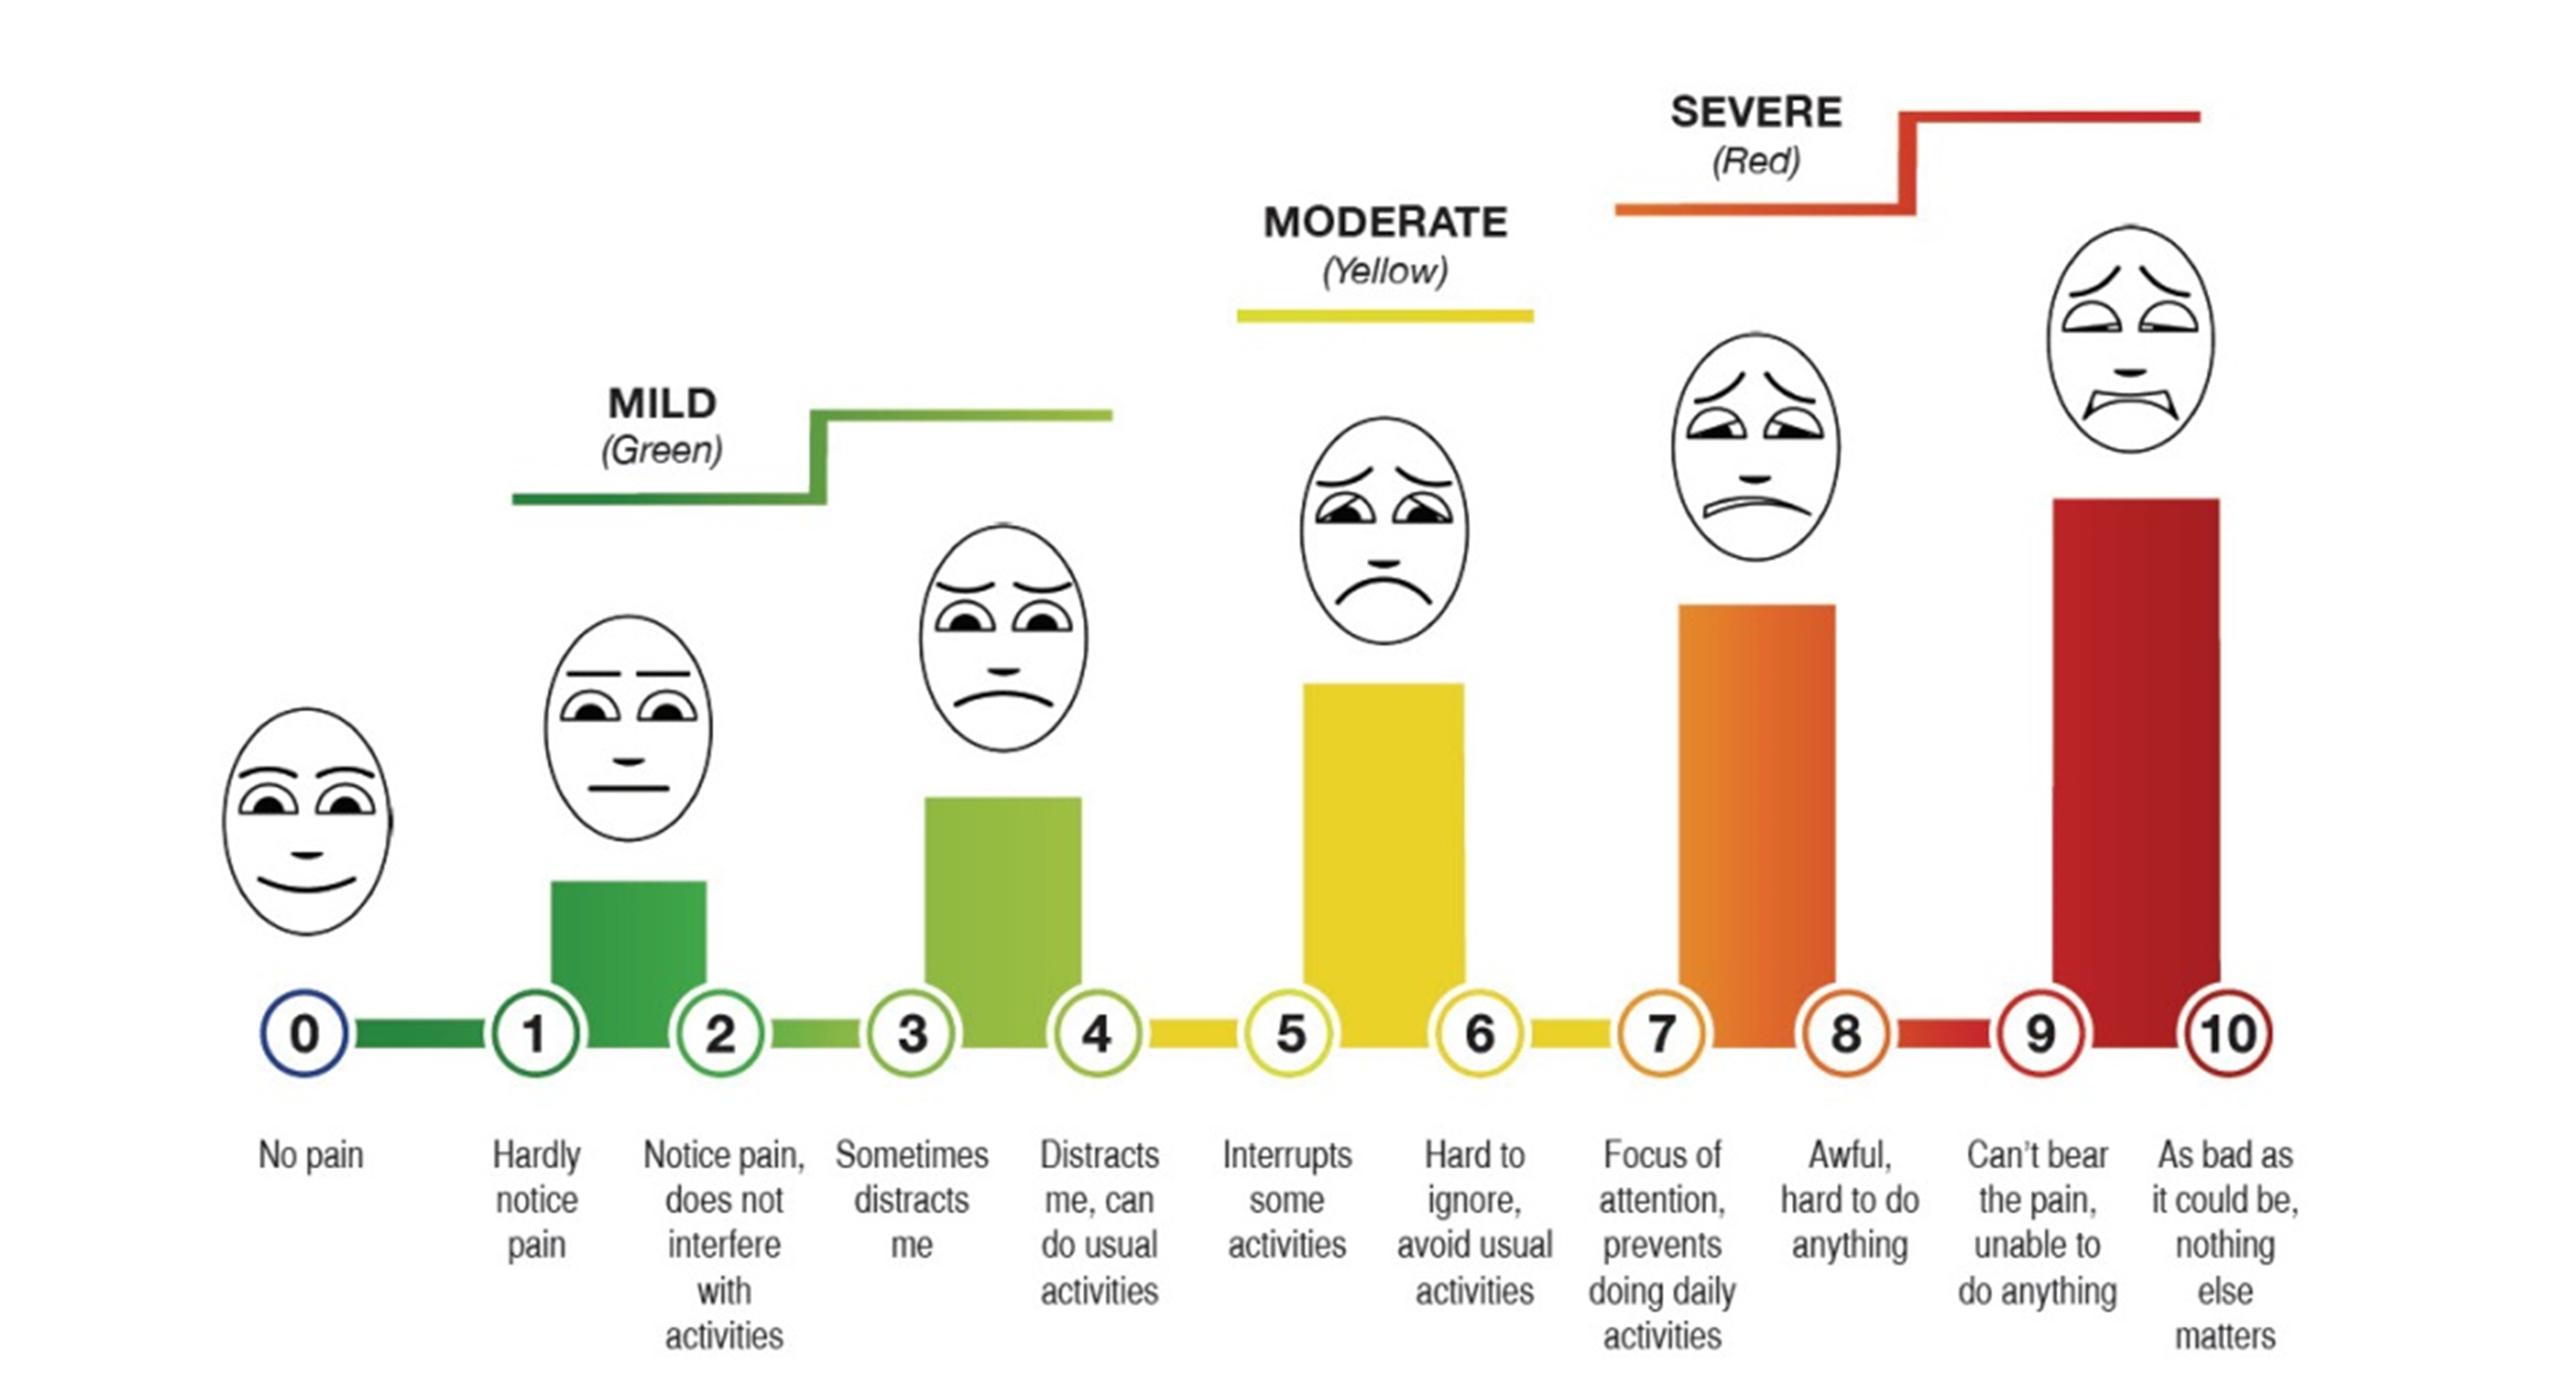 SEVERE
(Red)
MODERATE
(Yellow)
MILD
(Green)
0
1
2
3
4
5
6
7
8
9
10
No pain
Hardly
notice
pain
Notice pain,
does not
interfere
with
activities
Sometimes
distracts
me
Distracts
me, can
do usual
activities
Interrupts
some
activities
Hard to
ignore,
avoid usual
activities
Focus of
attention,
prevents
doing daily
activities
Awful,
hard to do
anything
Can't bear
the pain,
unable to
do anything
As bad as
it could be,
nothing
else
matters